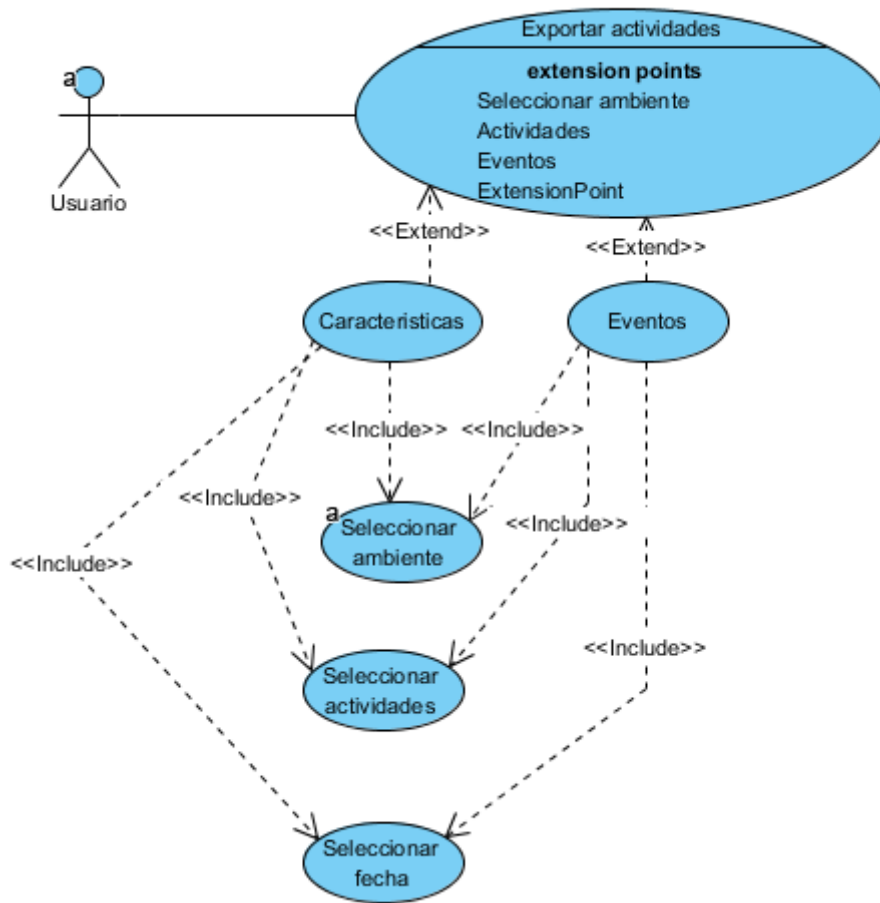 Exportar actividades
extension points
Seleccionar ambiente
Actividades
Eventos
ExtensionPoint
a
Usuario
<<Extend>>
<<Extend>>
Caracteristicas
Eventos
<<Include>>
<<Include>>
<<Include>>
<<Include>>
<<Include>>
<<Include>>
a
Seleccionar
ambiente
Seleccionar
actividades
Seleccionar
fecha